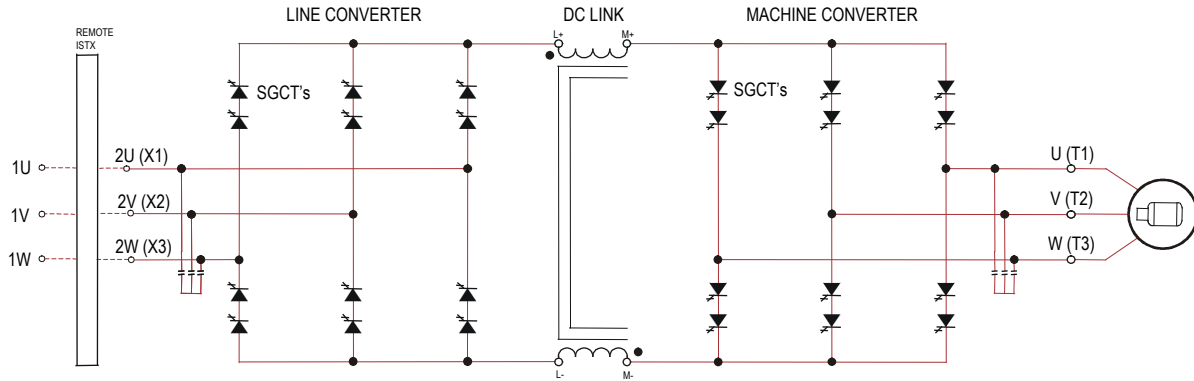 LINE CONVERTER
DC LINK
MACHINE CONVERTER
REMOTE
ISTX
L+
M+
SGCT's
SGCT's
1U
2U (X1)
U (T1)
1V
2V (X2)
V (T2)
1W
2W (X3)
W (T3)
L-
M-